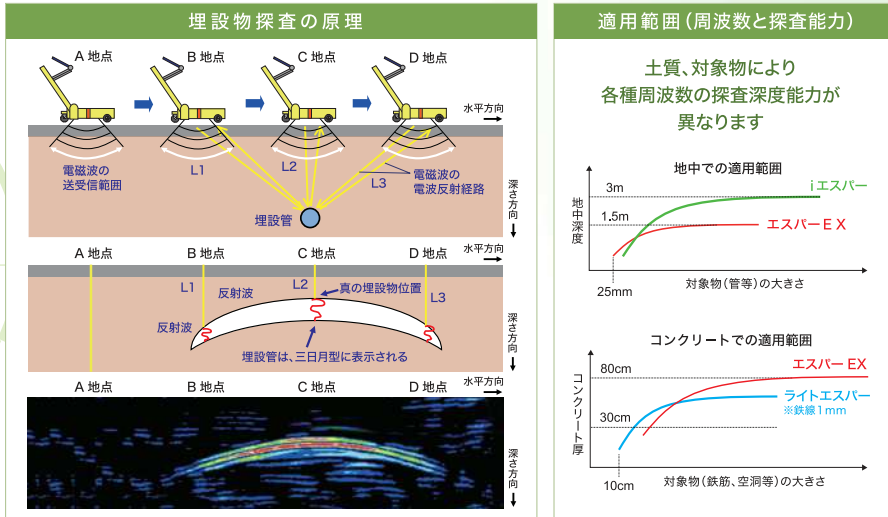 埋設物探査の原理
A 地点
B 地点
C 地点
D 地点
水平方向
電磁波の
送受信範囲
L1
L2
L3
電磁波の
電波反射経路
埋設管
深さ方向
A 地点
B 地点
C 地点
D 地点
水平方向
L1
反射波
L2
真の埋設物位置
L3
反射波
埋設管は、三日月型に表示される
深さ方向
A 地点
B 地点
C 地点
D 地点
水平方向
深さ方向
適用範囲（周波数と探査能力）
土質、対象物により
各種周波数の探査深度能力が
異なります
地中での適用範囲
3m
iエスパー
1.5m
エスパーEX
地中深度
25mm
対象物（管等）の大きさ
コンクリートでの適用範囲
80cm
エスパーEX
ライトエスパー
※鉄線1mm
30cm
コンクリート厚
10cm
対象物（鉄筋、空洞等）の大きさ